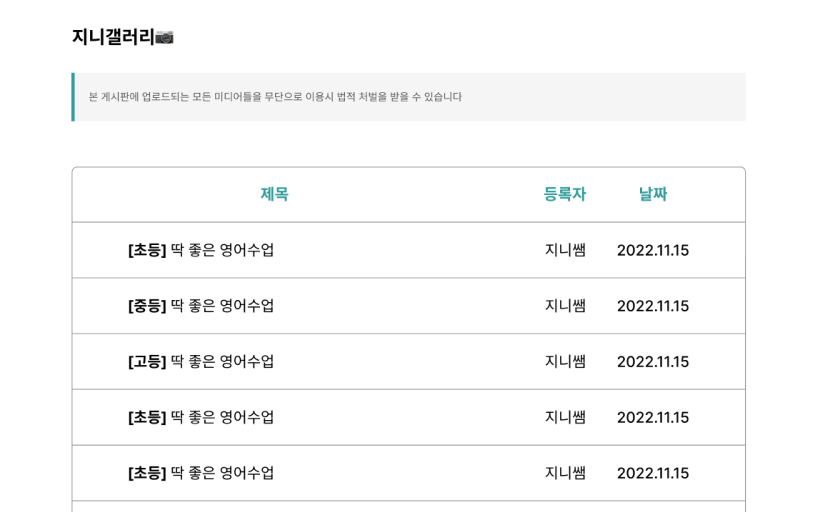 지니갤러리📷
본 게시판에 업로드되는 모든 미디어들을 무단으로 이용시 법적 처벌을 받을 수 있습니다
제목 등록자 날짜
[초등] 딱 좋은 영어수업 지니쌤 2022.11.15
[중등] 딱 좋은 영어수업 지니쌤 2022.11.15
[고등] 딱 좋은 영어수업 지니쌤 2022.11.15
[초등] 딱 좋은 영어수업 지니쌤 2022.11.15
[초등] 딱 좋은 영어수업 지니쌤 2022.11.15